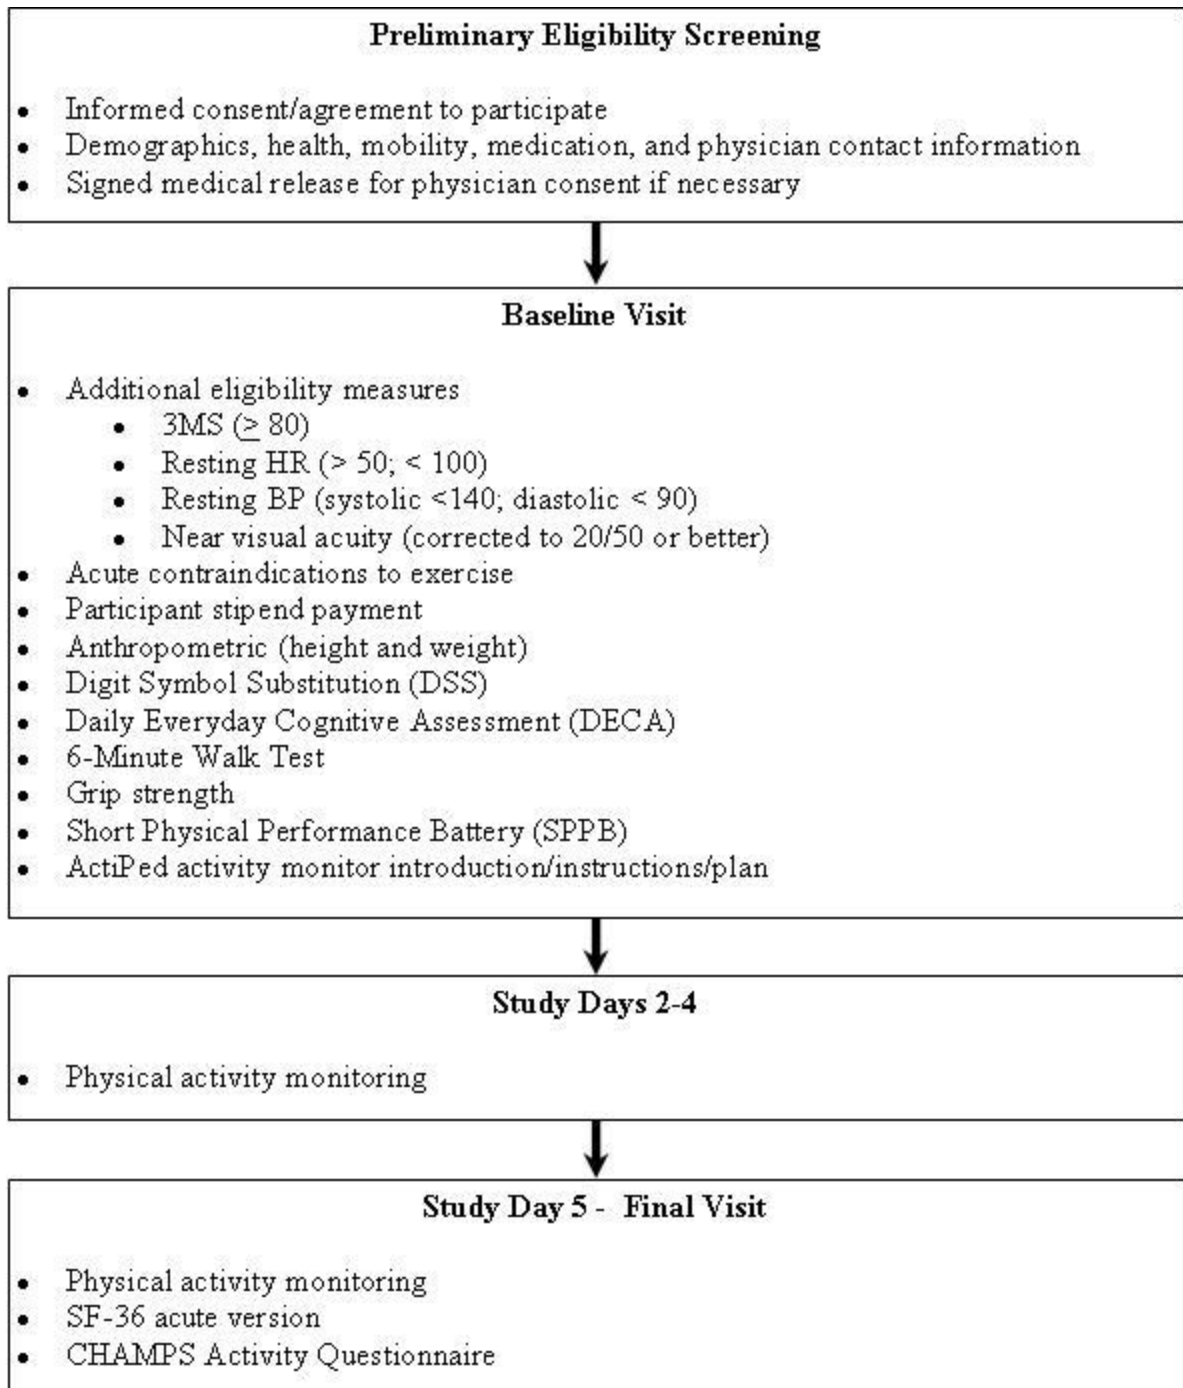 Preliminary Eligibility Screening
• Informed consent/agreement to participate
• Demographics, health, mobility, medication, and physician contact information
• Signed medical release for physician consent if necessary
Baseline Visit
• Additional eligibility measures
• 3MS (≥ 80)
• Resting HR (> 50; < 100)
• Resting BP (systolic <140; diastolic < 90)
• Near visual acuity (corrected to 20/50 or better)
• Acute contraindications to exercise
• Participant stipend payment
• Anthropometric (height and weight)
• Digit Symbol Substitution (DSS)
• Daily Everyday Cognitive Assessment (DECA)
• 6-Minute Walk Test
• Grip strength
• Short Physical Performance Battery (SPPB)
• ActiPed activity monitor introduction/instructions/plan
Study Days 2-4
• Physical activity monitoring
Study Day 5 - Final Visit
• Physical activity monitoring
• SF-36 acute version
• CHAMPS Activity Questionnaire